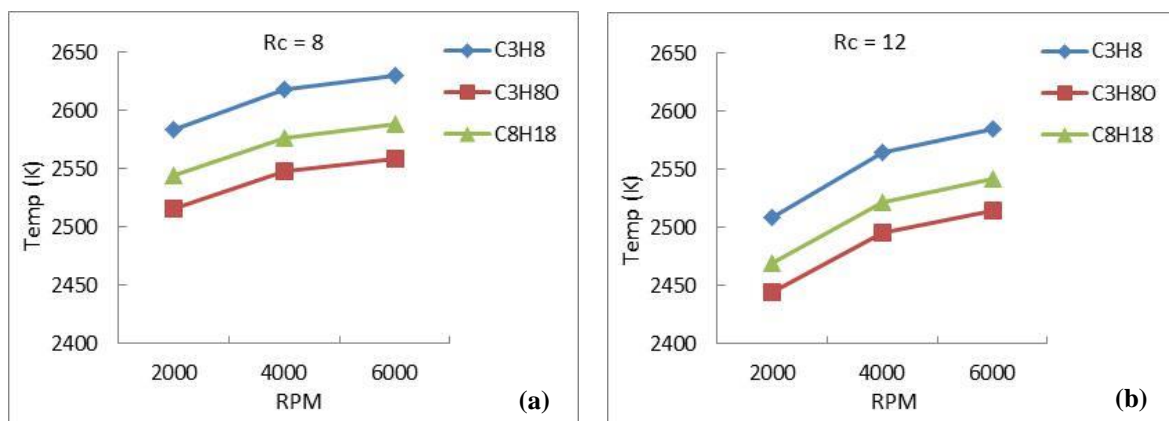 Rc = 8
C3H8
C3H8O
C8H18
2650
2600
2550
2500
2450
2400
Temp (K)
2000 4000 6000
RPM
(a)
Rc = 12
C3H8
C3H8O
C8H18
2650
2600
2550
2500
2450
2400
Temp (K)
2000 4000 6000
RPM
(b)